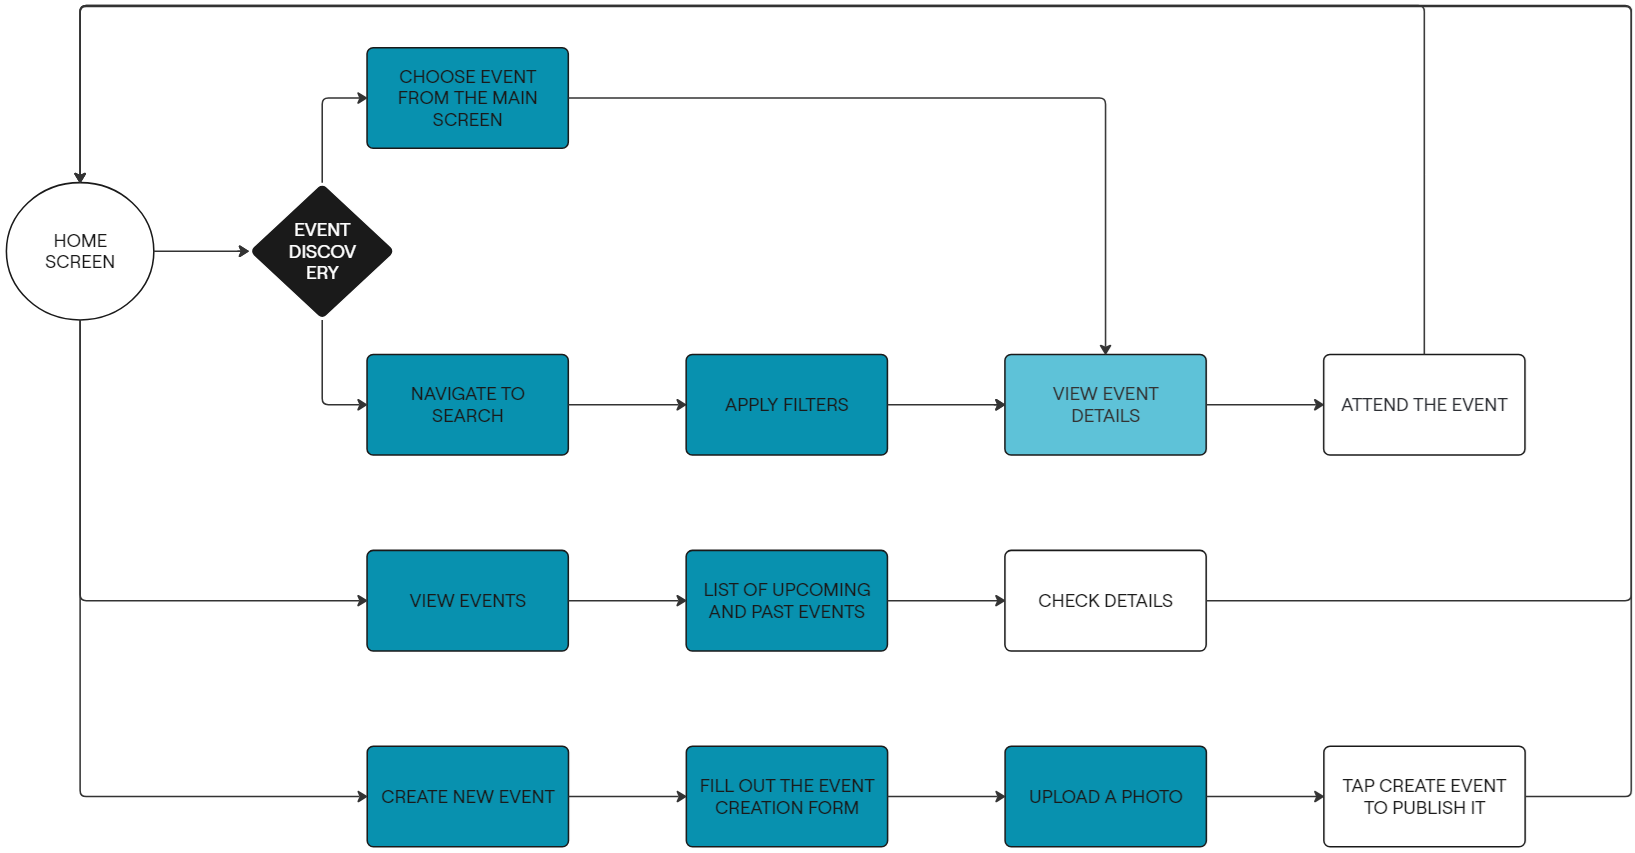 CHOOSE EVENT
FROM THE MAIN
SCREEN
HOME
SCREEN
EVENT
DISCOV
ERY
NAVIGATE TO
SEARCH
APPLY FILTERS
VIEW EVENT
DETAILS
ATTEND THE EVENT
VIEW EVENTS
LIST OF UPCOMING
AND PAST EVENTS
CHECK DETAILS
CREATE NEW EVENT
FILL OUT THE EVENT
CREATION FORM
UPLOAD A PHOTO
TAP CREATE EVENT
TO PUBLISH IT